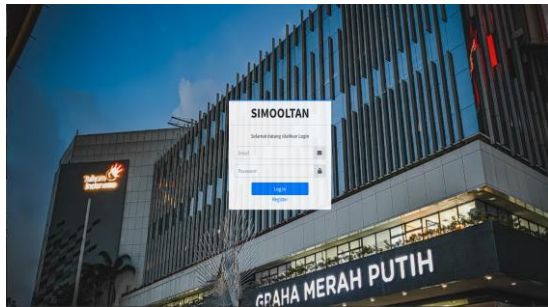 SIMOOLTAN
Selamat datang silahkan Login
Email
Password
Log In
Register
Telkom
Indonesia
GRAHA MERAH PUTIH